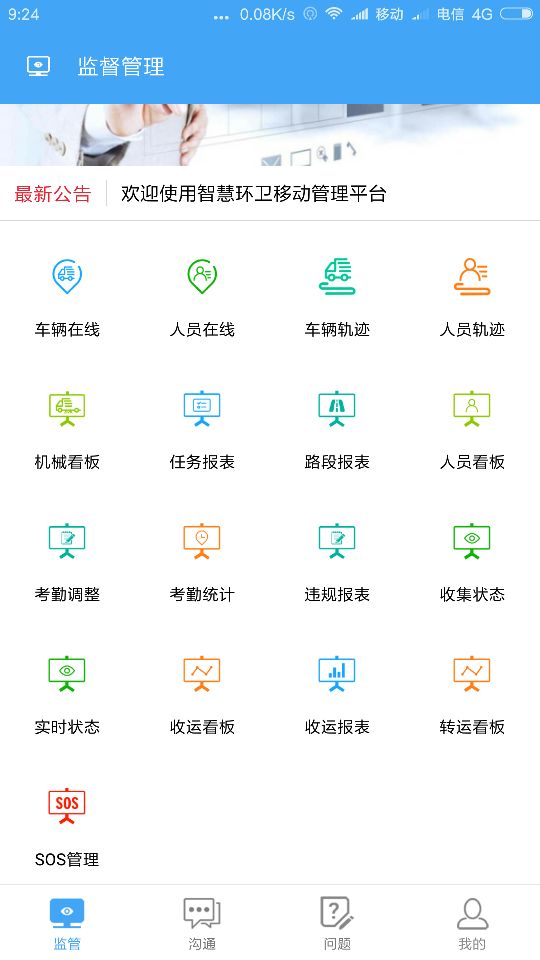 9:24 ... 0.08K/s 移动 电信 4G
监督管理
最新公告 欢迎使用智慧环卫移动管理平台
车辆在线 人员在线 车辆轨迹 人员轨迹
机械看板 任务报表 路段报表 人员看板
考勤调整 考勤统计 违规报表 收集状态
实时状态 收运看板 收运报表 转运看板
SOS
SOS管理
监管 沟通 问题 我的